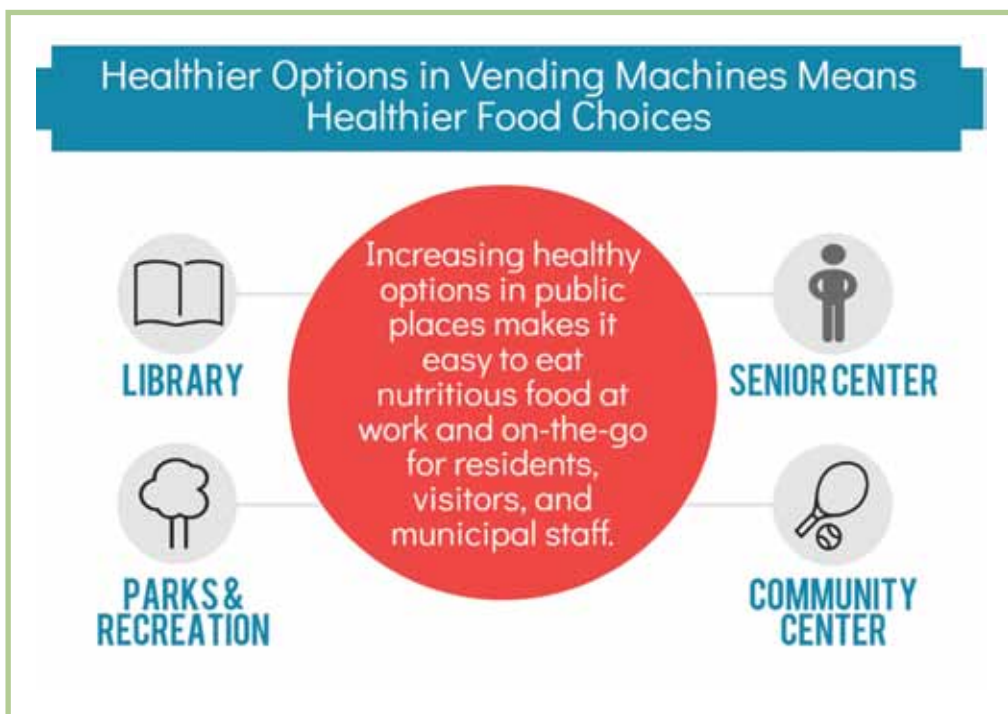 Healthier Options in Vending Machines Means
Healthier Food Choices
Increasing healthy
options in public
places makes it
easy to eat
nutritious food at
work and on-the-go
for residents,
visitors, and
municipal staff.
LIBRARY
SENIOR CENTER
PARKS &
RECREATION
COMMUNITY
CENTER